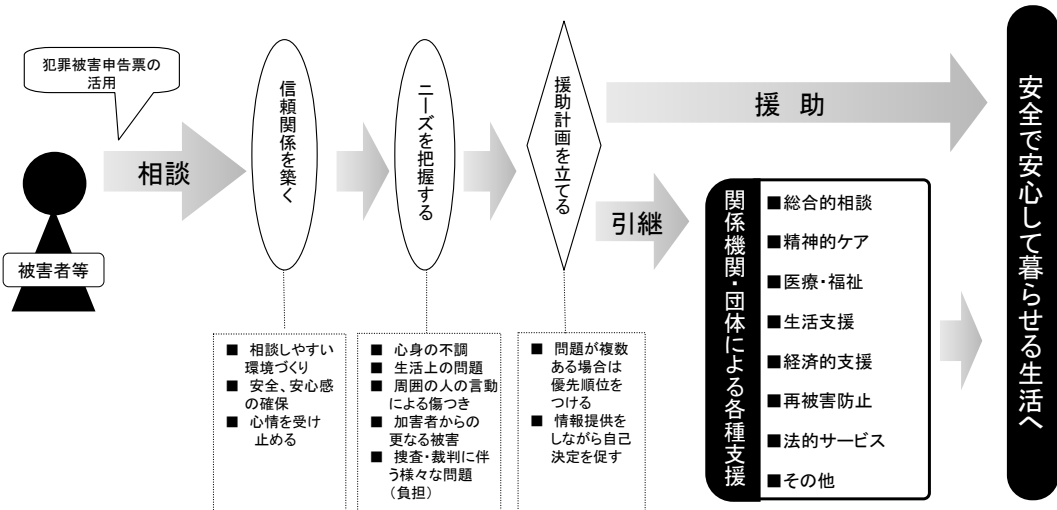 犯罪被害申告票の
活用
被害者等
相談
信頼関係を築く
ニーズを把握する
援助計画を立てる
援 助
引継
■ 相談しやすい
環境づくり
■ 安全、安心感
の確保
■ 心情を受け
止める
■ 心身の不調
■ 生活上の問題
■ 周囲の人の言動
による傷つき
■ 加害者からの
更なる被害
■ 捜査・裁判に伴
う様々な問題
(負担)
■ 問題が複数
ある場合は
優先順位を
つける
■ 情報提供を
しながら自己
決定を促す
関係機関・団体による各種支援
■総合的相談
■精神的ケア
■医療・福祉
■生活支援
■経済的支援
■再被害防止
■法的サービス
■その他
安全で安心して暮らせる生活へ